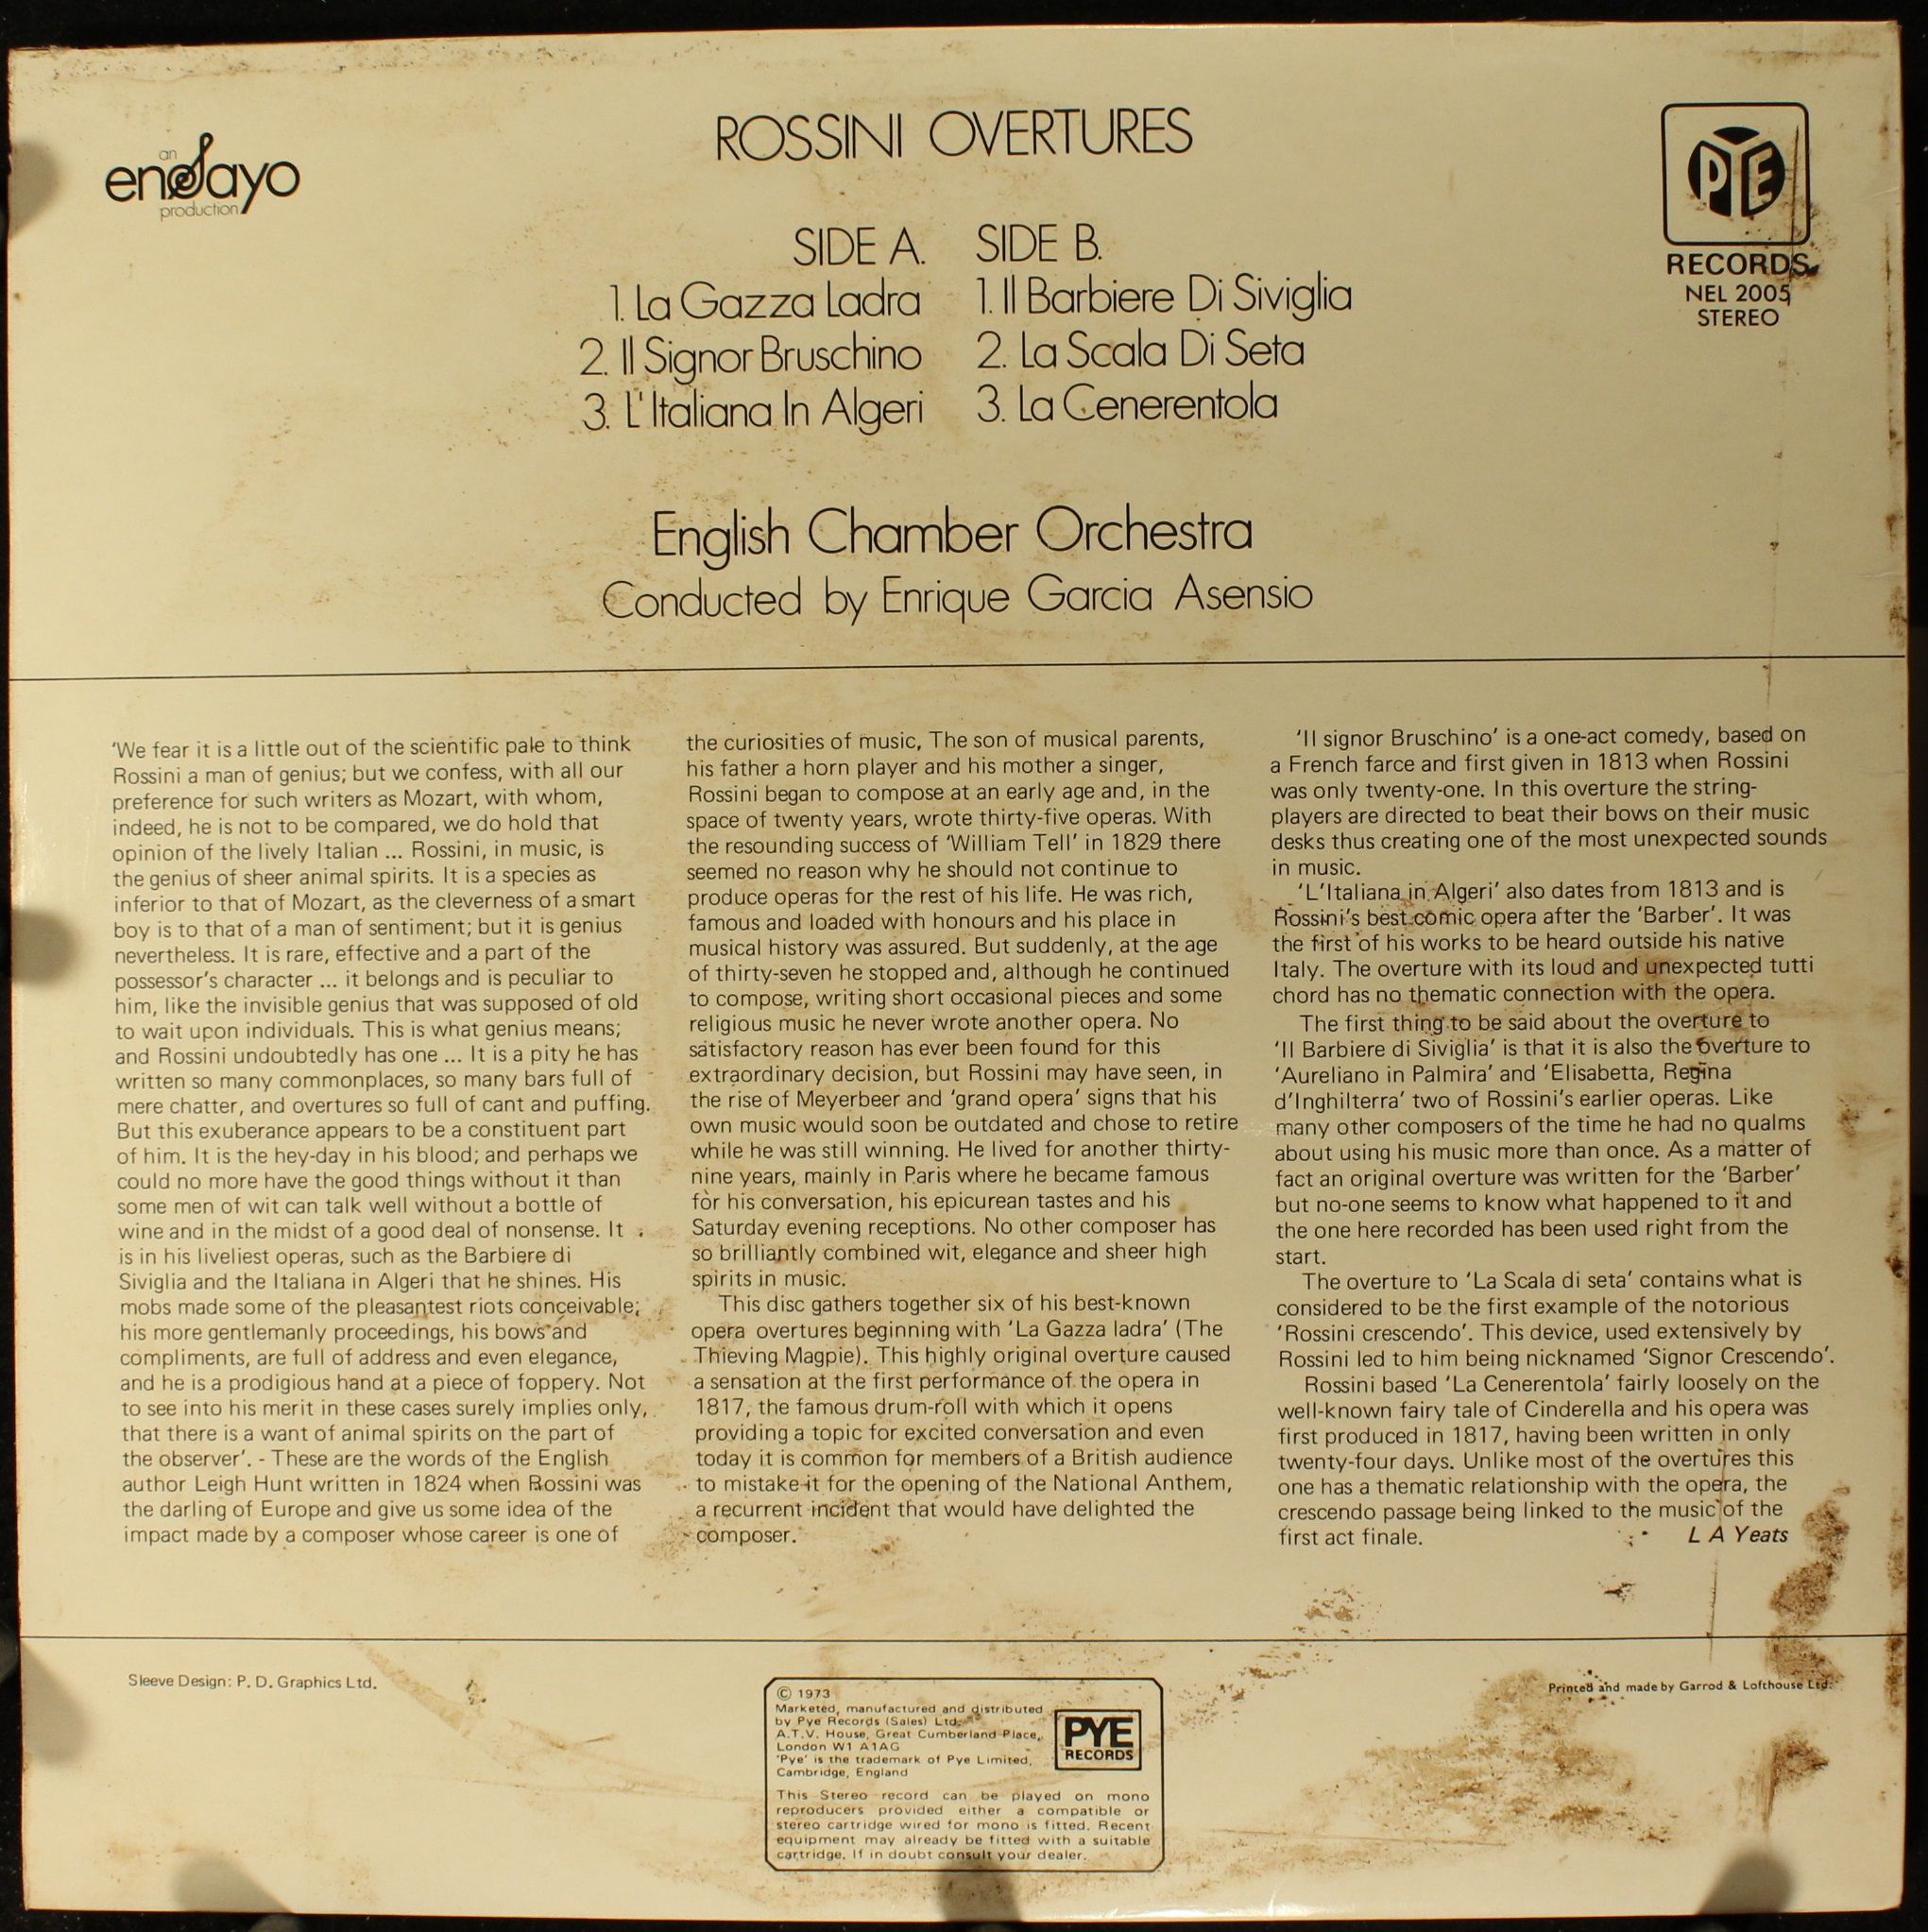 an
ensayo
production
ROSSINI OVERTURES
PYE
RECORDS
NEL 2005
STEREO
SIDE A.
1. La Gazza Ladra
2. Il Signor Bruschino
3. L'Italiana In Algeri
SIDE B.
1. Il Barbiere Di Siviglia
2. La Scala Di Seta
3. La Cenerentola
English Chamber Orchestra
Conducted by Enrique Garcia Asensio
'We fear it is a little out of the scientific pale to think
Rossini a man of genius; but we confess, with all our
preference for such writers as Mozart, with whom,
indeed, he is not to be compared, we do hold that
opinion of the lively Italian ... Rossini, in music, is
the genius of sheer animal spirits. It is a species as
inferior to that of Mozart, as the cleverness of a smart
boy is to that of a man of sentiment; but it is genius
nevertheless. It is rare, effective and a part of the
possessor's character ... it belongs and is peculiar to
him, like the invisible genius that was supposed of old
to wait upon individuals. This is what genius means;
and Rossini undoubtedly has one ... It is a pity he has
written so many commonplaces, so many bars full of
mere chatter, and overtures so full of cant and puffing.
But this exuberance appears to be a constituent part
of him. It is the hey-day in his blood; and perhaps we
could no more have the good things without it than
some men of wit can talk well without a bottle of
wine and in the midst of a good deal of nonsense. It
is in his liveliest operas, such as the Barbiere di
Siviglia and the Italiana in Algeri that he shines. His
mobs made some of the pleasantest riots conceivable;
his more gentlemanly proceedings, his bows and
compliments, are full of address and even elegance,
and he is a prodigious hand at a piece of foppery. Not
to see into his merit in these cases surely implies only,
that there is a want of animal spirits on the part of
the observer'. - These are the words of the English
author Leigh Hunt written in 1824 when Rossini was
the darling of Europe and give us some idea of the
impact made by a composer whose career is one of
the curiosities of music, The son of musical parents,
his father a horn player and his mother a singer,
Rossini began to compose at an early age and, in the
space of twenty years, wrote thirty-five operas. With
the resounding success of 'William Tell' in 1829 there
seemed no reason why he should not continue to
produce operas for the rest of his life. He was rich,
famous and loaded with honours and his place in
musical history was assured. But suddenly, at the age
of thirty-seven he stopped and, although he continued
to compose, writing short occasional pieces and some
religious music he never wrote another opera. No
satisfactory reason has ever been found for this
extraordinary decision, but Rossini may have seen, in
the rise of Meyerbeer and 'grand opera' signs that his
own music would soon be outdated and chose to retire
while he was still winning. He lived for another thirty-
nine years, mainly in Paris where he became famous
for his conversation, his epicurean tastes and his
Saturday evening receptions. No other composer has
so brilliantly combined wit, elegance and sheer high
spirits in music.
This disc gathers together six of his best-known
opera overtures beginning with 'La Gazza ladra' (The
Thieving Magpie). This highly original overture caused
a sensation at the first performance of the opera in
1817, the famous drum-roll with which it opens
providing a topic for excited conversation and even
today it is common for members of a British audience
to mistake it for the opening of the National Anthem,
a recurrent incident that would have delighted the
composer.
'Il signor Bruschino' is a one-act comedy, based on
a French farce and first given in 1813 when Rossini
was only twenty-one. In this overture the string-
players are directed to beat their bows on their music
desks thus creating one of the most unexpected sounds
in music.
'L'Italiana in Algeri' also dates from 1813 and is
Rossini's best comic opera after the 'Barber'. It was
the first of his works to be heard outside his native
Italy. The overture with its loud and unexpected tutti
chord has no thematic connection with the opera.
The first thing to be said about the overture to
'Il Barbiere di Siviglia' is that it is also the overture to
'Aureliano in Palmira' and 'Elisabetta, Regina
d'Inghilterra' two of Rossini's earlier operas. Like
many other composers of the time he had no qualms
about using his music more than once. As a matter of
fact an original overture was written for the 'Barber'
but no-one seems to know what happened to it and
the one here recorded has been used right from the
start.
The overture to 'La Scala di seta' contains what is
considered to be the first example of the notorious
'Rossini crescendo'. This device, used extensively by
Rossini led to him being nicknamed 'Signor Crescendo'.
Rossini based 'La Cenerentola' fairly loosely on the
well-known fairy tale of Cinderella and his opera was
first produced in 1817, having been written in only
twenty-four days. Unlike most of the overtures this
one has a thematic relationship with the opera, the
crescendo passage being linked to the music of the
first act finale.
L A Yeats
Sleeve Design: P. D. Graphics Ltd.
© 1973
Marketed, manufactured and distributed
by Pye Records (Sales) Ltd.
A.T.V. House, Great Cumberland Place,
London W1 A1AG
'Pye' is the trademark of Pye Limited,
Cambridge, England
PYE
RECORDS
This Stereo record can be played on mono
reproducers provided either a compatible or
stereo cartridge wired for mono is fitted. Recent
equipment may already be fitted with a suitable
cartridge. If in doubt consult your dealer.
Printed and made by Garrod & Lofthouse Ltd.